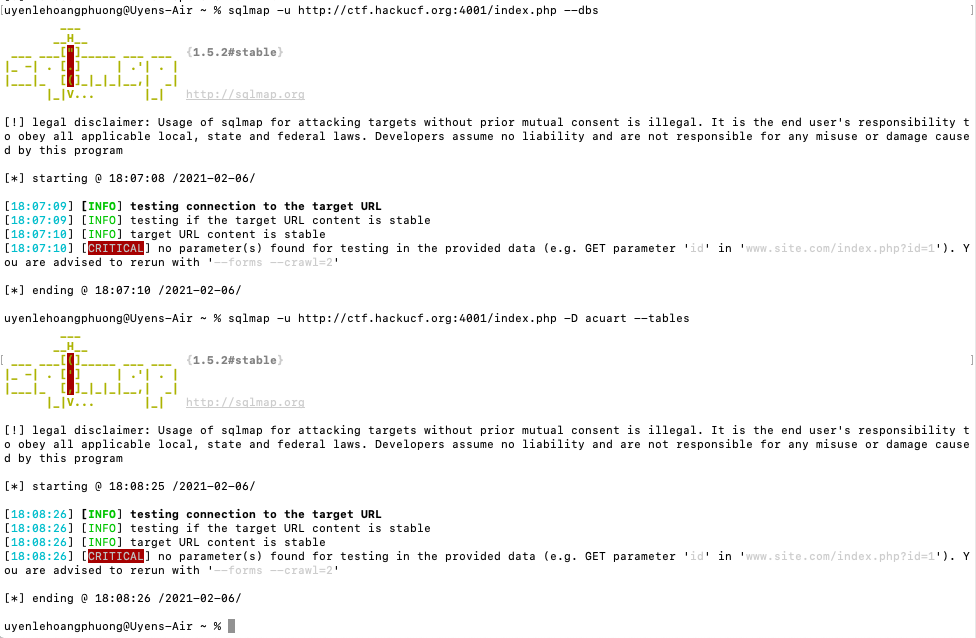 uyenlehoangphuong@Uyens-Air ~ % sqlmap -u http://ctf.hackucf.org:4001/index.php --dbs
        ___
       __H__
 ___ ___["]_____ ___ ___  {1.5.2#stable}
|_ -| . [.]     | .'| . |
|___|_  [(]_|_|_|__,|  _|
      |_|V...       |_|   http://sqlmap.org
[!] legal disclaimer: Usage of sqlmap for attacking targets without prior mutual consent is illegal. It is the end user's responsibility t
o obey all applicable local, state and federal laws. Developers assume no liability and are not responsible for any misuse or damage cause
d by this program
[*] starting @ 18:07:08 /2021-02-06/
[18:07:09] [INFO] testing connection to the target URL
[18:07:09] [INFO] testing if the target URL content is stable
[18:07:10] [INFO] target URL content is stable
[18:07:10] [CRITICAL] no parameter(s) found for testing in the provided data (e.g. GET parameter 'id' in 'www.site.com/index.php?id=1'). Y
ou are advised to rerun with '--forms --crawl=2'
[*] ending @ 18:07:10 /2021-02-06/
uyenlehoangphuong@Uyens-Air ~ % sqlmap -u http://ctf.hackucf.org:4001/index.php -D acuart --tables
        ___
       __H__
 ___ ___[(]_____ ___ ___  {1.5.2#stable}
|_ -| . [']     | .'| . |
|___|_  [,]_|_|_|__,|  _|
      |_|V...       |_|   http://sqlmap.org
[!] legal disclaimer: Usage of sqlmap for attacking targets without prior mutual consent is illegal. It is the end user's responsibility t
o obey all applicable local, state and federal laws. Developers assume no liability and are not responsible for any misuse or damage cause
d by this program
[*] starting @ 18:08:25 /2021-02-06/
[18:08:26] [INFO] testing connection to the target URL
[18:08:26] [INFO] testing if the target URL content is stable
[18:08:26] [INFO] target URL content is stable
[18:08:26] [CRITICAL] no parameter(s) found for testing in the provided data (e.g. GET parameter 'id' in 'www.site.com/index.php?id=1'). Y
ou are advised to rerun with '--forms --crawl=2'
[*] ending @ 18:08:26 /2021-02-06/
uyenlehoangphuong@Uyens-Air ~ %